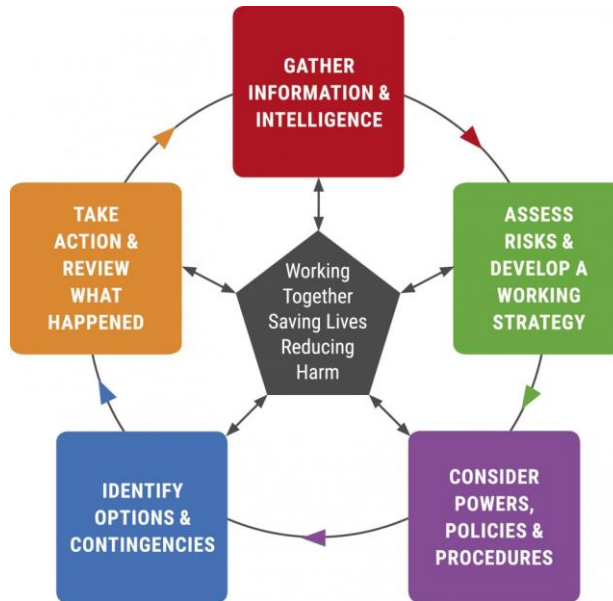 GATHER
INFORMATION &
INTELLIGENCE
ASSESS
RISKS &
DEVELOP A
WORKING
STRATEGY
CONSIDER
POWERS,
POLICIES &
PROCEDURES
IDENTIFY
OPTIONS &
CONTINGENCIES
TAKE
ACTION &
REVIEW
WHAT
HAPPENED
Working
Together
Saving Lives
Reducing
Harm